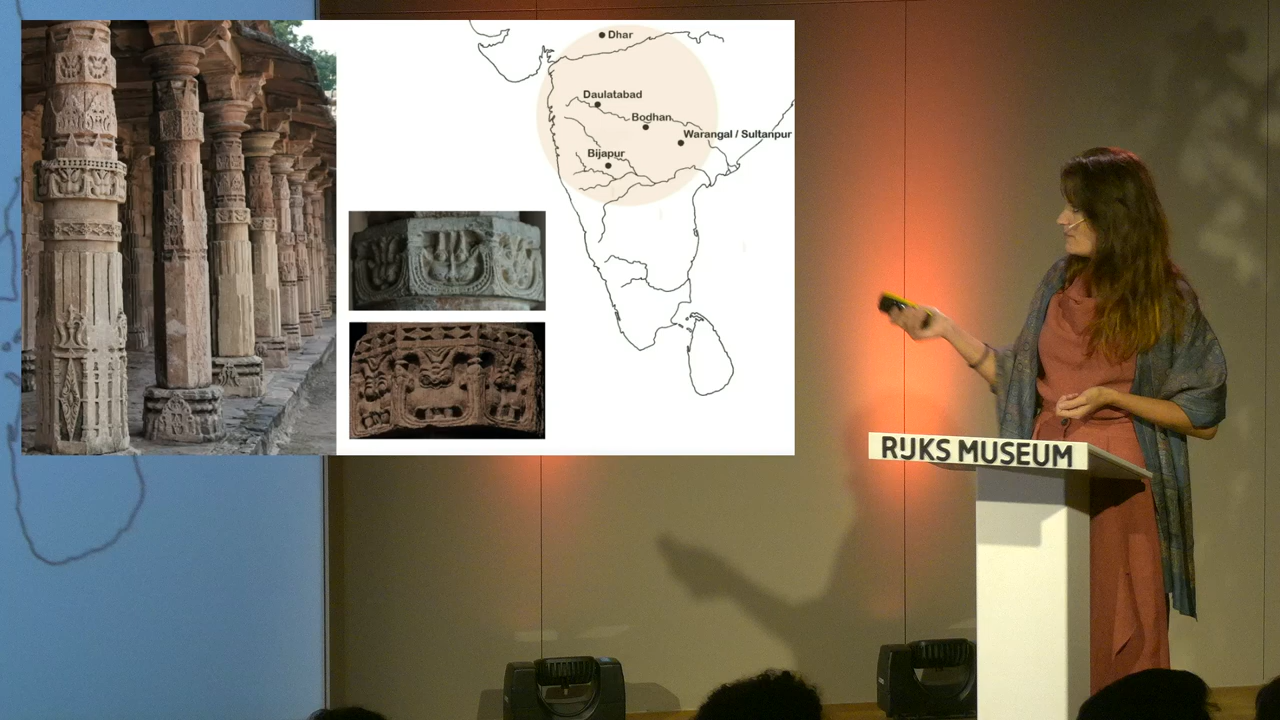 Dhar
Daulatabad
Bodhan
Warangal / Sultanpur
Bijapur
RIJKS MUSEUM